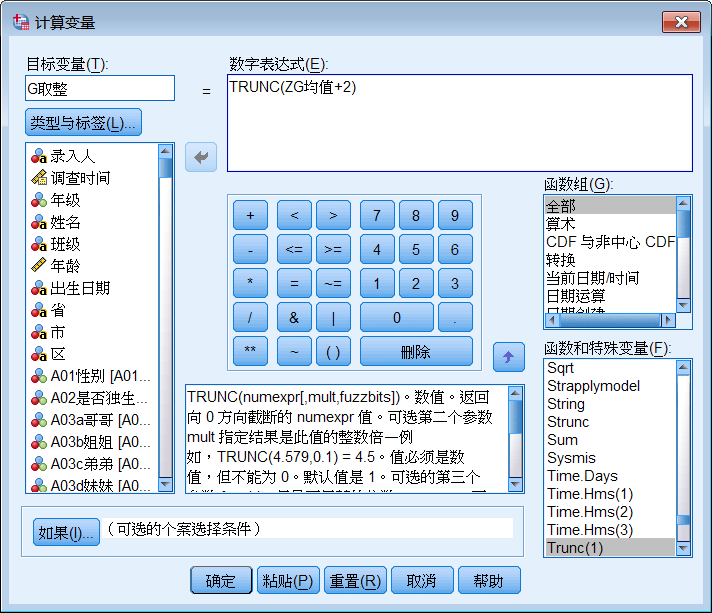 计算变量
目标变量(T):
G取整
=
数字表达式(E):
TRUNC(ZG均值+2)
类型与标签(L)...
录入人
调查时间
年级
姓名
班级
年龄
出生日期
省
市
区
A01性别 [A01...
A02是否独生...
A03a哥哥 [A0...
A03b姐姐 [A0...
A03c弟弟 [A0...
A03d妹妹 [A0...
+ < > 7 8 9
- <= >= 4 5 6
* = ~= 1 2 3
/ & | 0 .
** ~ ( ) 删除
函数组(G):
全部
算术
CDF 与非中心 CDF
转换
当前日期/时间
日期运算
日期创建
函数和特殊变量(F):
Sqrt
Strapplymodel
String
Strunc
Sum
Sysmis
Time.Days
Time.Hms(1)
Time.Hms(2)
Time.Hms(3)
Trunc(1)
TRUNC(numexpr[,mult,fuzzbits])。数值。返回
向 0 方向截断的 numexpr 值。可选第二个参数
mult 指定结果是此值的整数倍—例
如，TRUNC(4.579,0.1) = 4.5。值必须是数
值，但不能为 0。默认值是 1。可选的第三个
如果(I)...
（可选的个案选择条件）
确定 粘贴(P) 重置(R) 取消 帮助